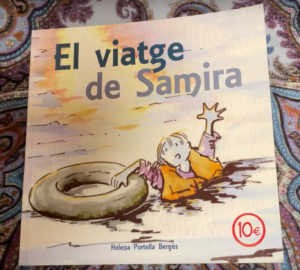 El viatge
de Samira
Helena Portella Bergés
10€